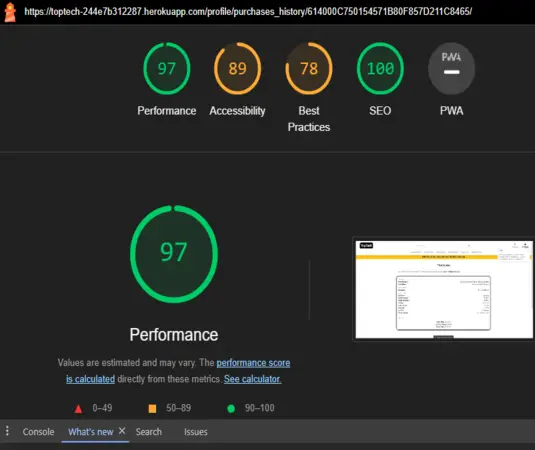 https://toptech-244e7b312287.herokuapp.com/profile/purchases_history/614000C750154571B80F857D211C8465/
97
89
78
100
PWA
Performance
Accessibility
Best
Practices
SEO
PWA
97
Performance
Values are estimated and may vary. The performance score
is calculated directly from these metrics. See calculator.
0–49
50–89
90–100
Console
What's new
Search
Issues